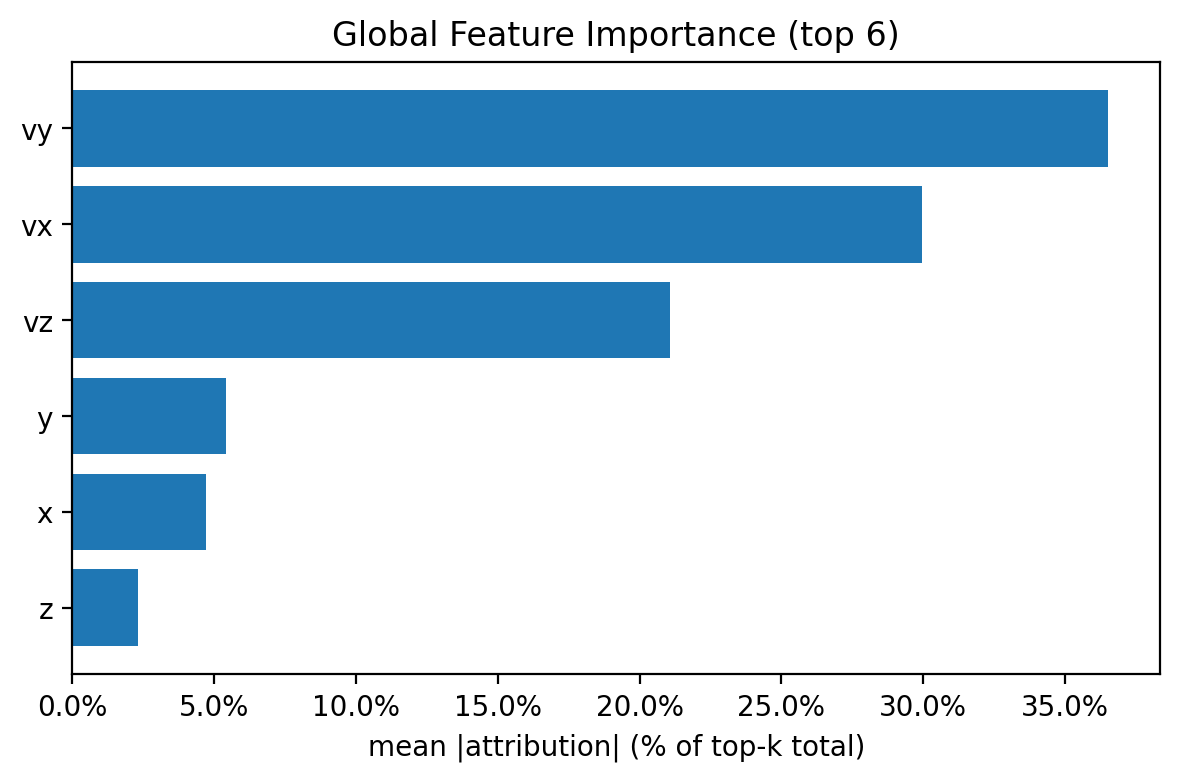 Global Feature Importance (top 6)
vy
vx
vz
y
x
z
0.0% 5.0% 10.0% 15.0% 20.0% 25.0% 30.0% 35.0%
mean |attribution| (% of top-k total)